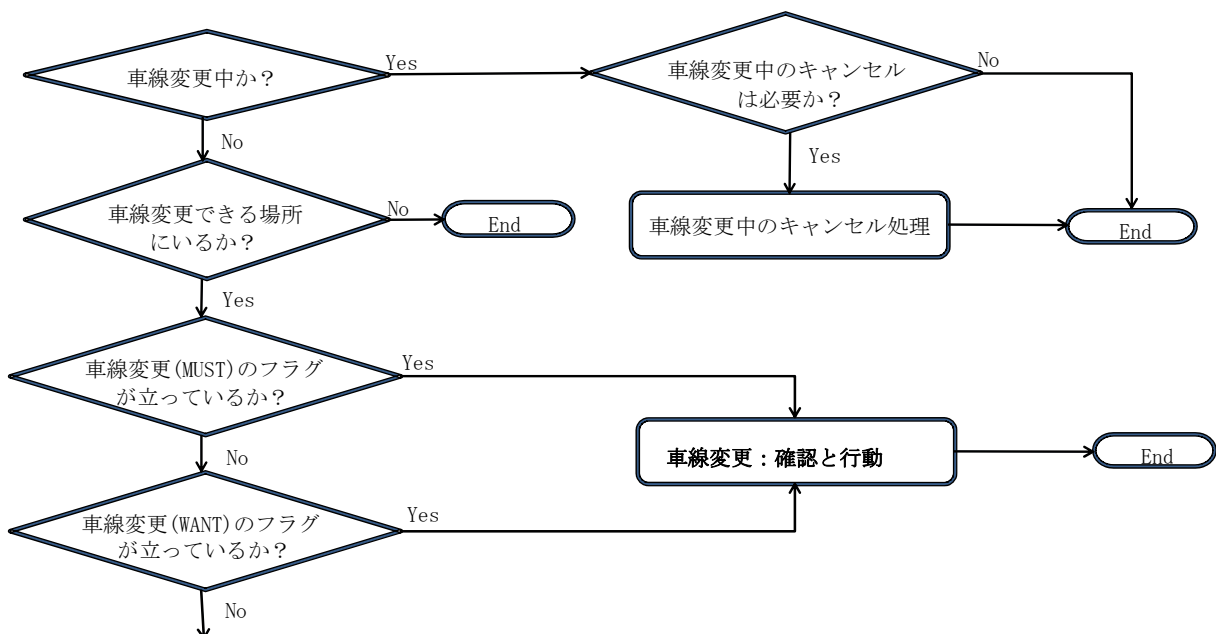 車線変更中か？
Yes
車線変更中のキャンセル
は必要か？
No
No
Yes
車線変更できる場所
にいるか？
No
End
車線変更中のキャンセル処理
End
Yes
車線変更(MUST)のフラグ
が立っているか？
Yes
車線変更：確認と行動
End
No
車線変更(WANT)のフラグ
が立っているか？
Yes
No